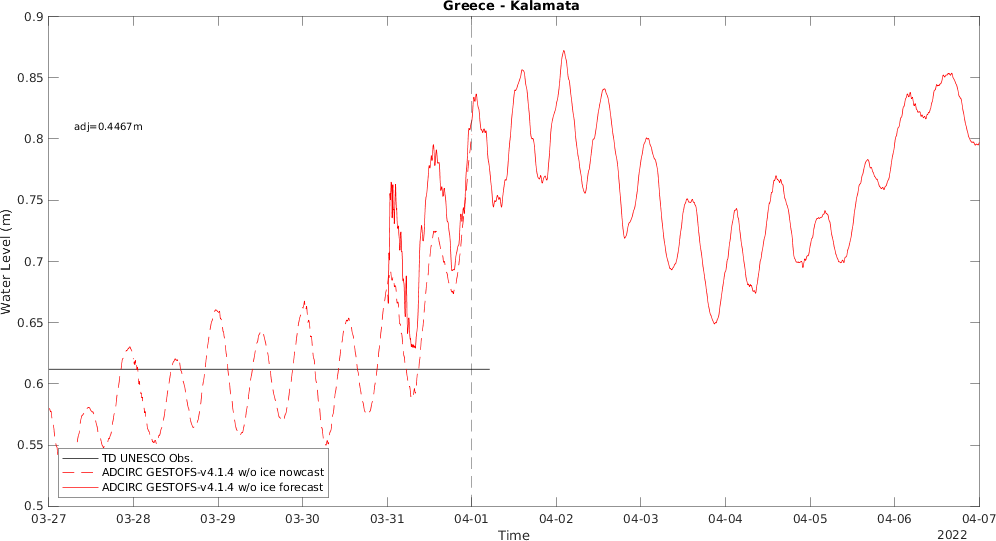 Greece - Kalamata
0.9
0.85
0.8
0.75
0.7
0.65
0.6
0.55
0.5
Water Level (m)
adj=0.4467m
TD UNESCO Obs.
ADCIRC GESTOFS-v4.1.4 w/o ice nowcast
ADCIRC GESTOFS-v4.1.4 w/o ice forecast
03-27 03-28 03-29 03-30 03-31 04-01 04-02 04-03 04-04 04-05 04-06 04-07
Time
2022